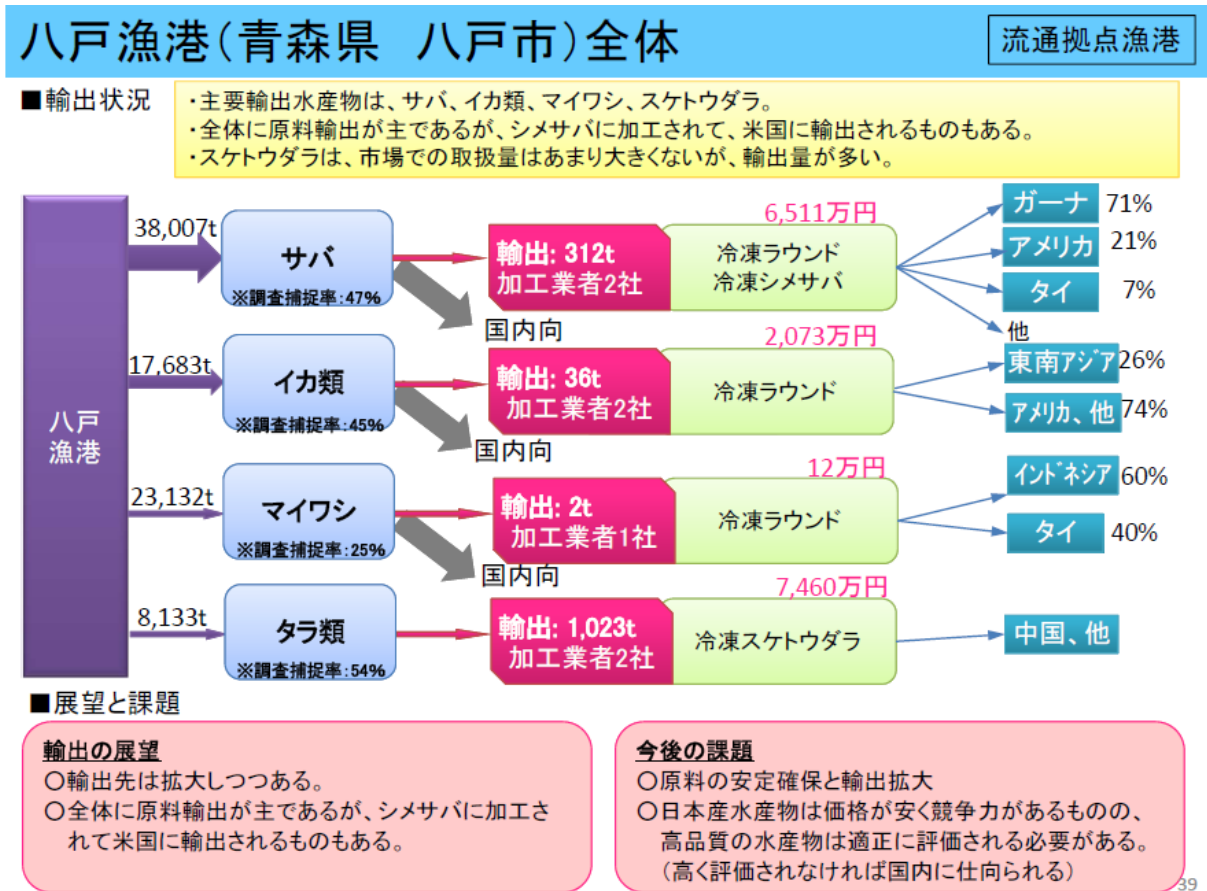 八戸漁港(青森県 八戸市)全体
流通拠点漁港
■輸出状況
・主要輸出水産物は、サバ、イカ類、マイワシ、スケトウダラ。
・全体に原料輸出が主であるが、シメサバに加工されて、米国に輸出されるものもある。
・スケトウダラは、市場での取扱量はあまり大きくないが、輸出量が多い。
八戸
漁港
38,007t
サバ
※調査捕捉率:47%
国内向
輸出: 312t
加工業者2社
6,511万円
冷凍ラウンド
冷凍シメサバ
ガーナ 71%
アメリカ 21%
タイ 7%
他
17,683t
イカ類
※調査捕捉率:45%
国内向
輸出: 36t
加工業者2社
2,073万円
冷凍ラウンド
東南アジア 26%
アメリカ、他 74%
23,132t
マイワシ
※調査捕捉率:25%
国内向
輸出: 2t
加工業者1社
12万円
冷凍ラウンド
インドネシア 60%
タイ 40%
8,133t
タラ類
※調査捕捉率:54%
輸出: 1,023t
加工業者2社
7,460万円
冷凍スケトウダラ
中国、他
■展望と課題
輸出の展望
○輸出先は拡大しつつある。
○全体に原料輸出が主であるが、シメサバに加工さ
れて米国に輸出されるものもある。
今後の課題
○原料の安定確保と輸出拡大
○日本産水産物は価格が安く競争力があるものの、
高品質の水産物は適正に評価される必要がある。
(高く評価されなければ国内に仕向られる)
39